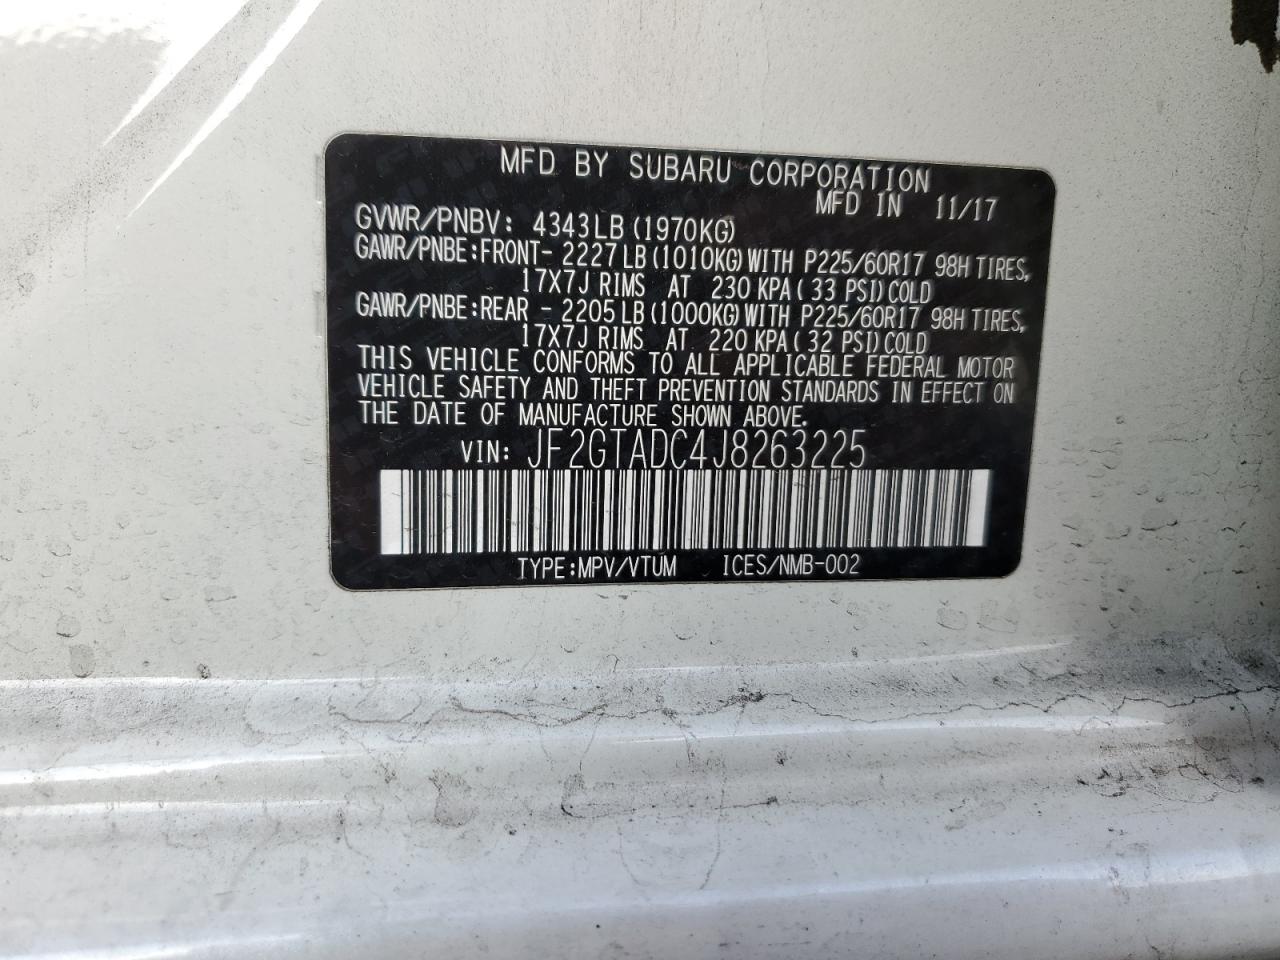 MFD BY SUBARU CORPORATION
MFD IN 11/17
GVWR/PNBV: 4343LB (1970KG)
GAWR/PNBE:FRONT- 2227LB (1010KG) WITH P225/60R17 98H TIRES,
17X7J RIMS AT 230 KPA ( 33 PSI) COLD
GAWR/PNBE:REAR - 2205LB (1000KG) WITH P225/60R17 98H TIRES,
17X7J RIMS AT 220 KPA ( 32 PSI) COLD
THIS VEHICLE CONFORMS TO ALL APPLICABLE FEDERAL MOTOR
VEHICLE SAFETY AND THEFT PREVENTION STANDARDS IN EFFECT ON
THE DATE OF MANUFACTURE SHOWN ABOVE.
VIN: JF2GTADC4J8263225
TYPE:MPV/VTUM ICES/NMB-002